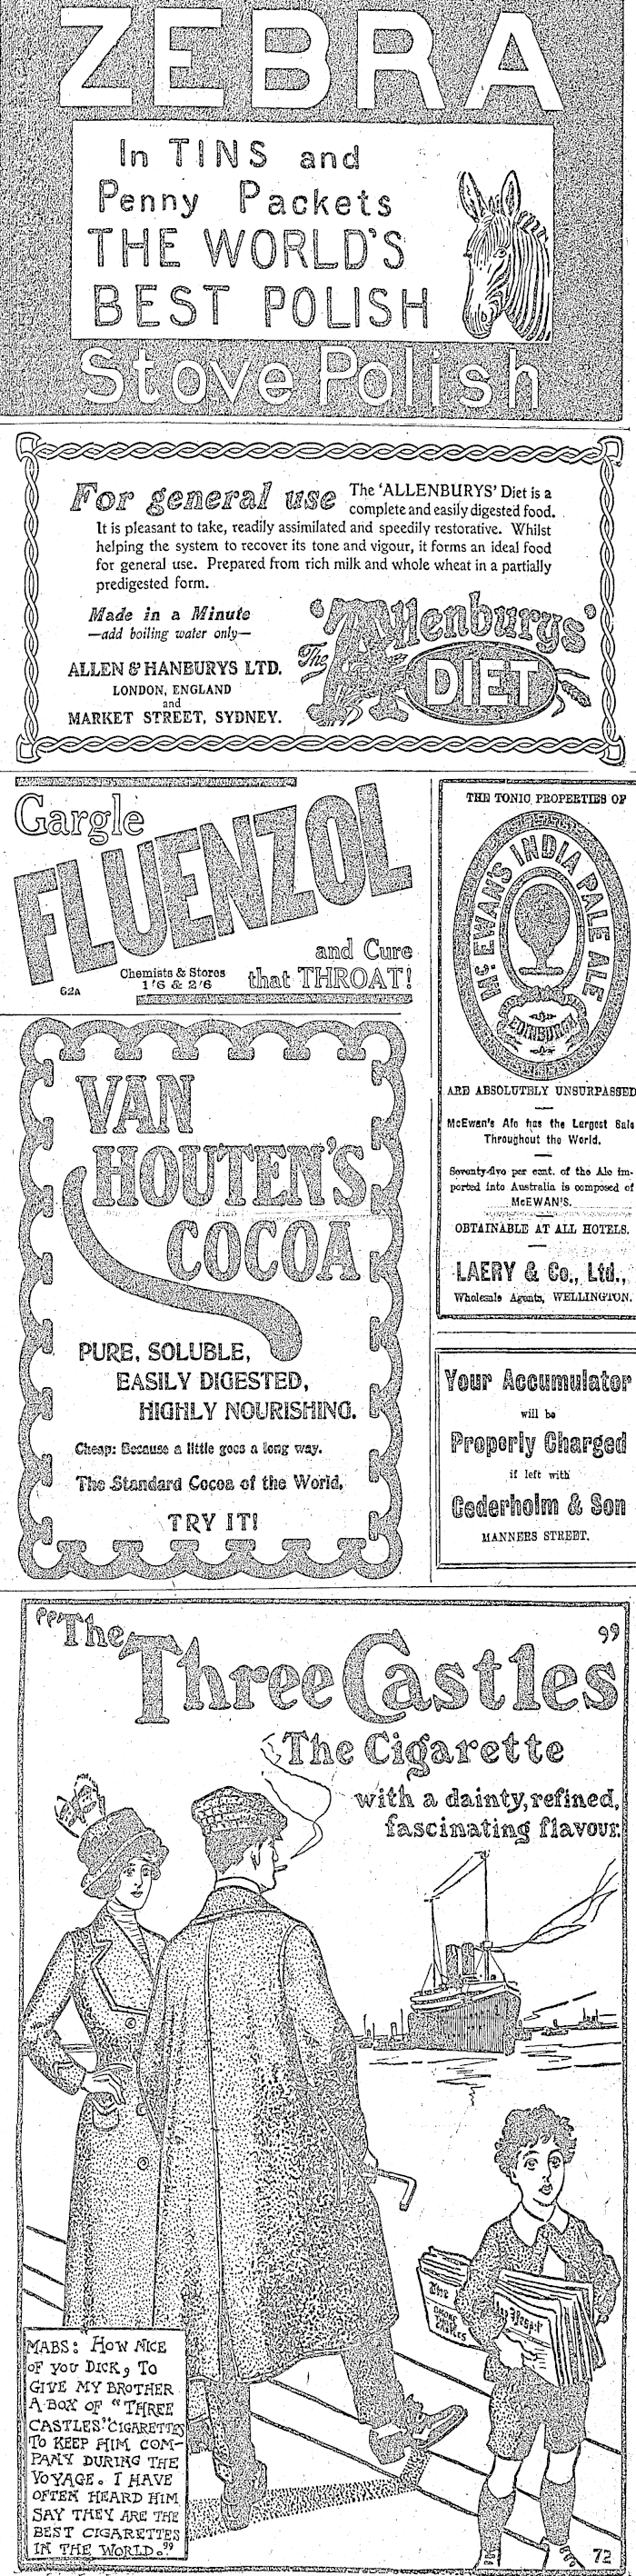 ZEBRA
In TINS and
Penny Packets
THE WORLD'S
BEST POLISH
Stove Polish
For general use
The 'ALLENBURYS' Diet is a
complete and easily digested food.
It is pleasant to take, readily assimilated and speedily restorative. Whilst
helping the system to recover its tone and vigour, it forms an ideal food
for general use. Prepared from rich milk and whole wheat in a partially
predigested form.
Made in a Minute
—add boiling water only—
ALLEN & HANBURYS LTD.
LONDON, ENGLAND
and
MARKET STREET, SYDNEY.
The 'Allenburys'
DIET
Gargle
FLUENZOL
and Cure
that THROAT!
Chemists & Stores
1/6 & 2/6
G2A
VAN
HOUTEN'S
COCOA
PURE, SOLUBLE,
EASILY DIGESTED,
HIGHLY NOURISHING.
Cheap: Because a little goes a long way.
The Standard Cocoa of the World.
TRY IT!
THE TONIC PROPERTIES OF
McEWAN'S INDIA PALE ALE
EDINBURGH
ARE ABSOLUTELY UNSURPASSED
McEwan's Ale has the Largest Sale
Throughout the World.
Seventy-five per cent. of the Ale im-
ported into Australia is composed of
McEWAN'S.
OBTAINABLE AT ALL HOTELS.
LAERY & Co., Ltd.,
Wholesale Agents, WELLINGTON.
Your Accumulator
will be
Properly Charged
if left with
Cederholm & Son
MANNERS STREET.
"The
Three Castles"
The Cigarette
with a dainty, refined,
fascinating flavour.
The
THREE
CASTLES
MABS: HOW NICE
OF YOU DICK, TO
GIVE MY BROTHER
A BOX OF "THREE
CASTLES" CIGARETTES
TO KEEP HIM COM-
PANY DURING THE
VOYAGE. I HAVE
OFTEN HEARD HIM
SAY THEY ARE THE
BEST CIGARETTES
IN THE WORLD."
72